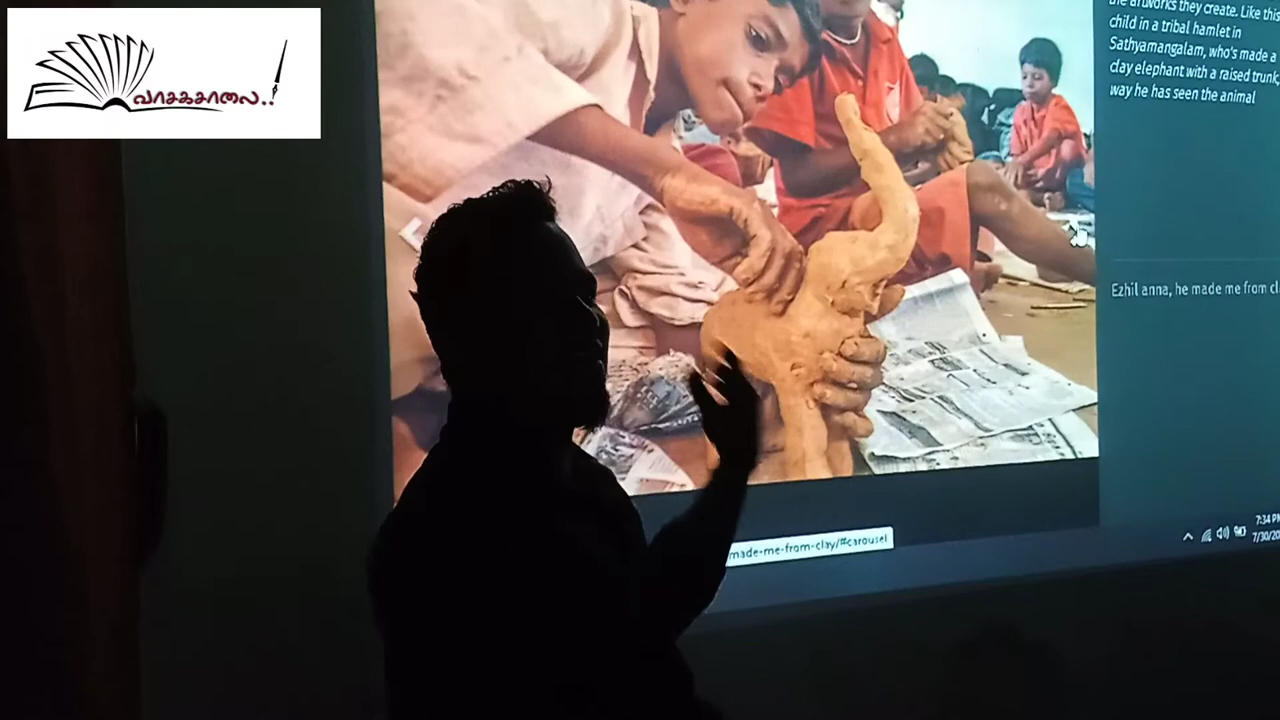 வாசகசாலை..!
the artworks they create. Like this
child in a tribal hamlet in
Sathyamangalam, who's made a
clay elephant with a raised trunk,
way he has seen the animal
Ezhil anna, he made me from
made-me-from-clay/#carousel
7:34
7/30/20